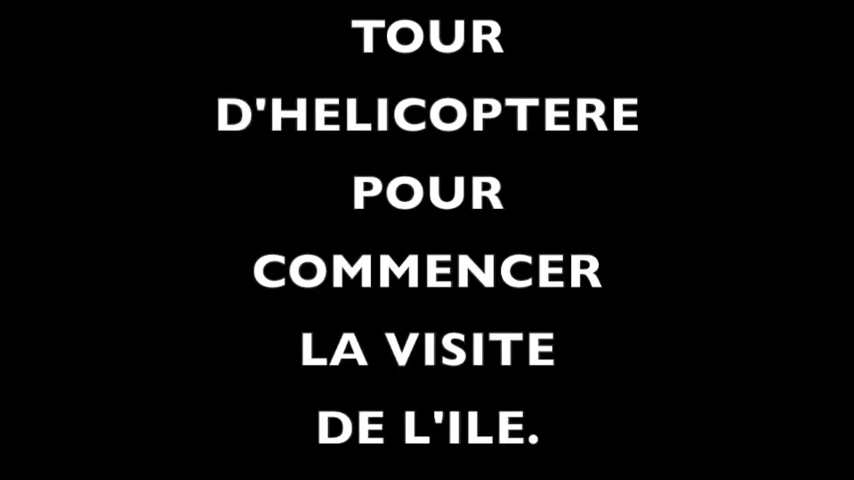 TOUR
D'HELICOPTERE
POUR
COMMENCER
LA VISITE
DE L'ILE.